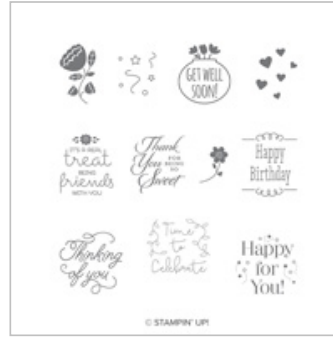 GET WELL
SOON!
IT'S A REAL
treat
BEING
friends
WITH YOU
Thank
You FOR
BEING
SO
Sweet
Happy
Birthday
Thinking
of you
Time
to
Celebrate
Happy
for
You!
© STAMPIN' UP!